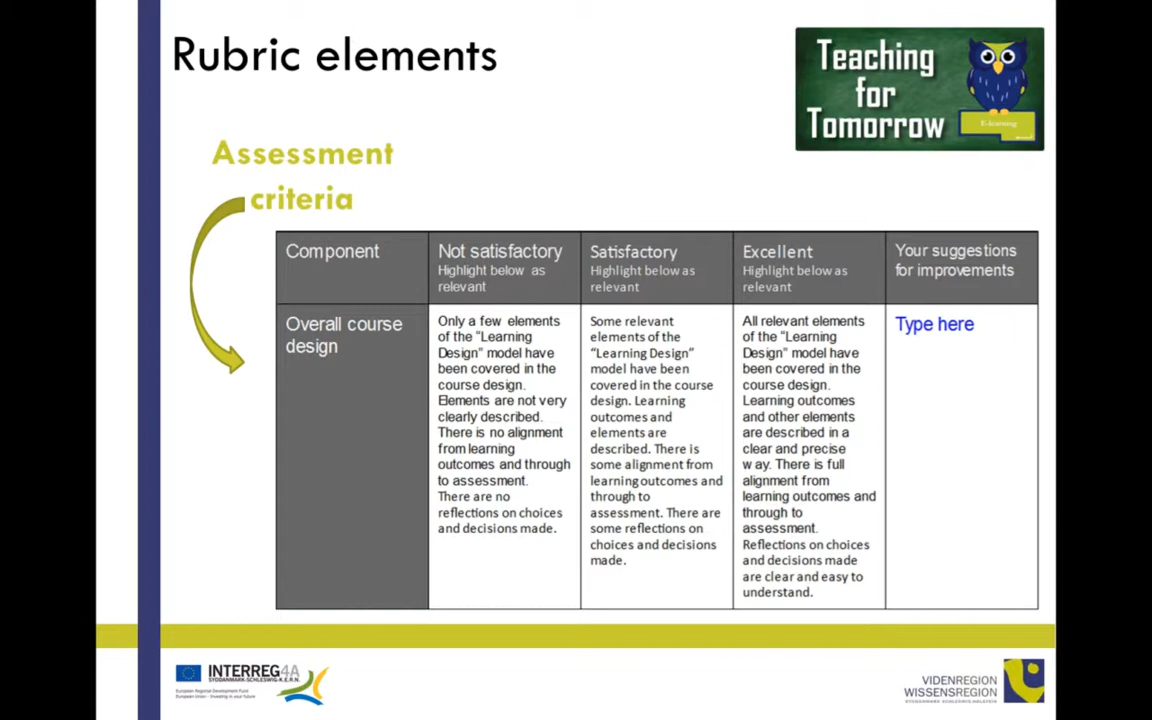 Rubric elements
Teaching
for
Tomorrow
E-learning
Assessment
criteria
Component
Not satisfactory
Highlight below as
relevant
Satisfactory
Highlight below as
relevant
Excellent
Highlight below as
relevant
Your suggestions
for improvements
Overall course
design
Only a few elements
of the "Learning
Design" model have
been covered in the
course design.
Elements are not very
clearly described.
There is no alignment
from learning
outcomes and through
to assessment.
There are no
reflections on choices
and decisions made.
Some relevant
elements of the
"Learning Design"
model have been
covered in the course
design. Learning
outcomes and
elements are
described. There is
some alignment from
learning outcomes and
through to
assessment. There are
some reflections on
choices and decisions
made.
All relevant elements
of the "Learning
Design" model have
been covered in the
course design.
Learning outcomes
and other elements
are described in a
clear and precise
way. There is full
alignment from
learning outcomes and
through to
assessment.
Reflections on choices
and decisions made
are clear and easy to
understand.
Type here
INTERREG4A
SYDDANMARK-SCHLESWIG-K.E.R.N.
European Regional Development Fund
European Union - Investing in your future
VIDENREGION
WISSENSREGION
SYDDANMARK SCHLESWIG-HOLSTEIN